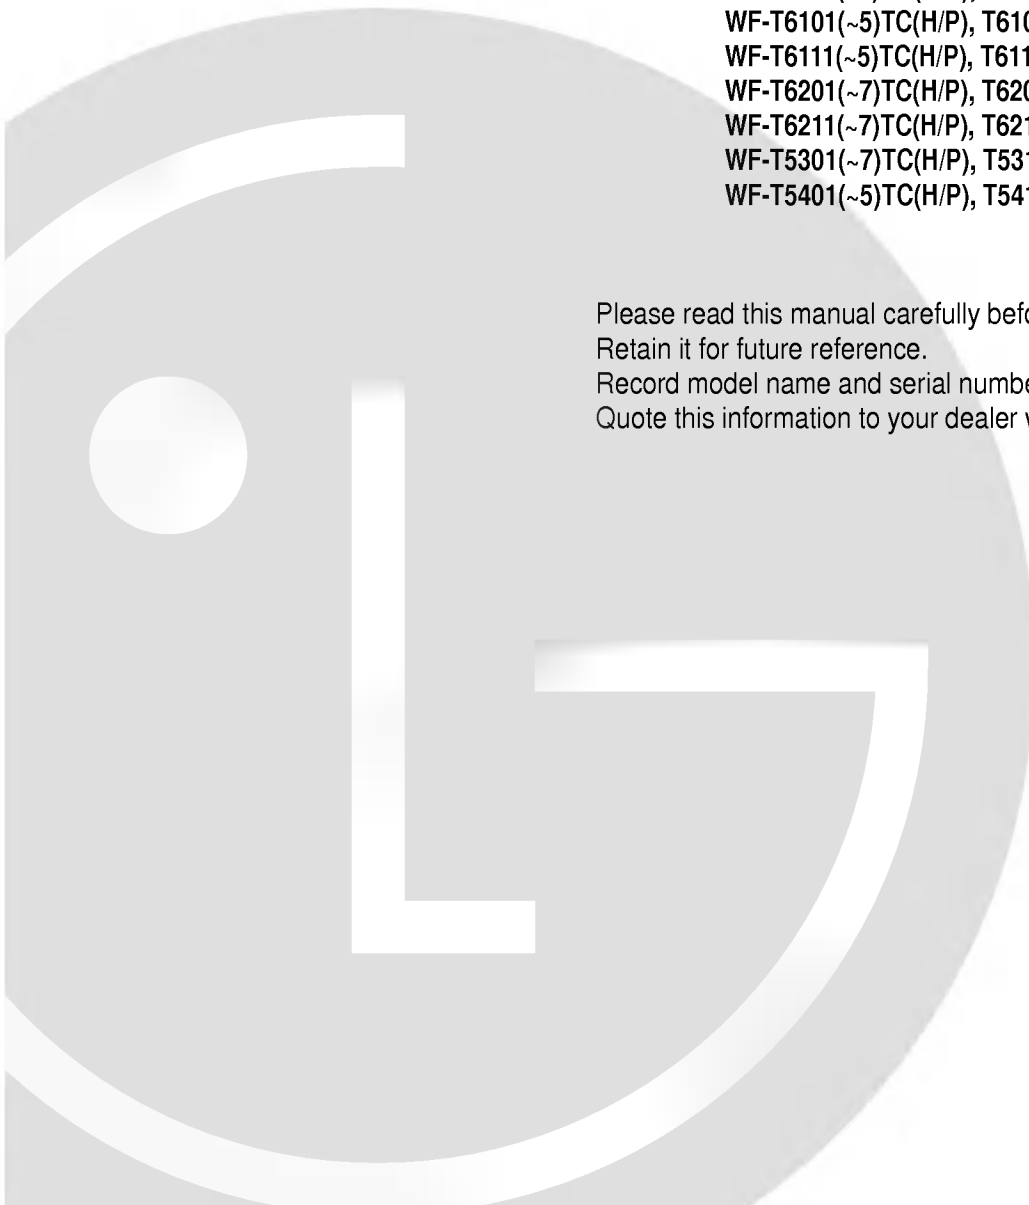 WF-T6101(~5)TC(H/P), T610
WF-T6111(~5)TC(H/P), T611
WF-T6201(~7)TC(H/P), T620
WF-T6211(~7)TC(H/P), T621
WF-T5301(~7)TC(H/P), T531
WF-T5401(~5)TC(H/P), T541
Please read this manual carefully befo
Retain it for future reference.
Record model name and serial numbe
Quote this information to your dealer
LG